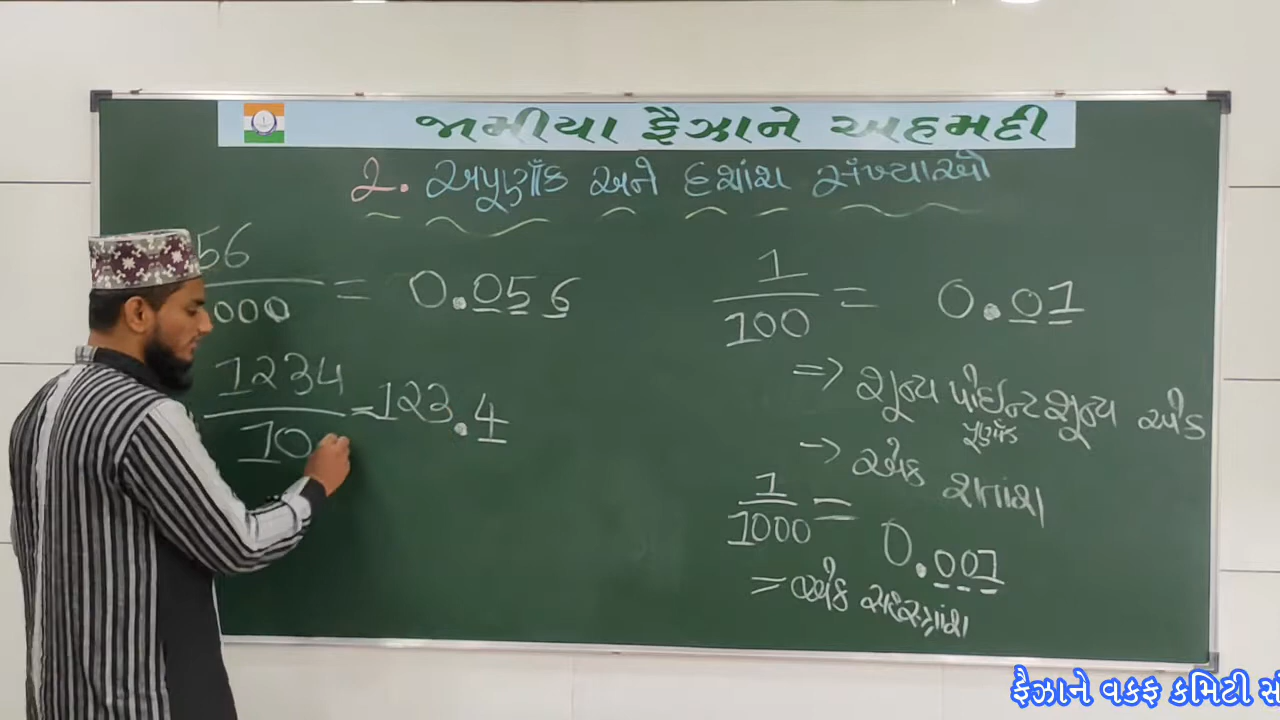 જામીયા ફૈઝાને અહમદી
2. અપૂર્ણાંક અને દશાંશ સંખ્યાઓ
56
000 = 0.056
1234
10 = 123.4
1
100 = 0.01
=> શૂન્ય પોઈન્ટ શૂન્ય એક
પૂર્ણાંક
-> એક શતાંશ
1
1000 = 0.001
= એક સહસ્ત્રાંશ
ફૈઝાને વકફ કમિટી સં